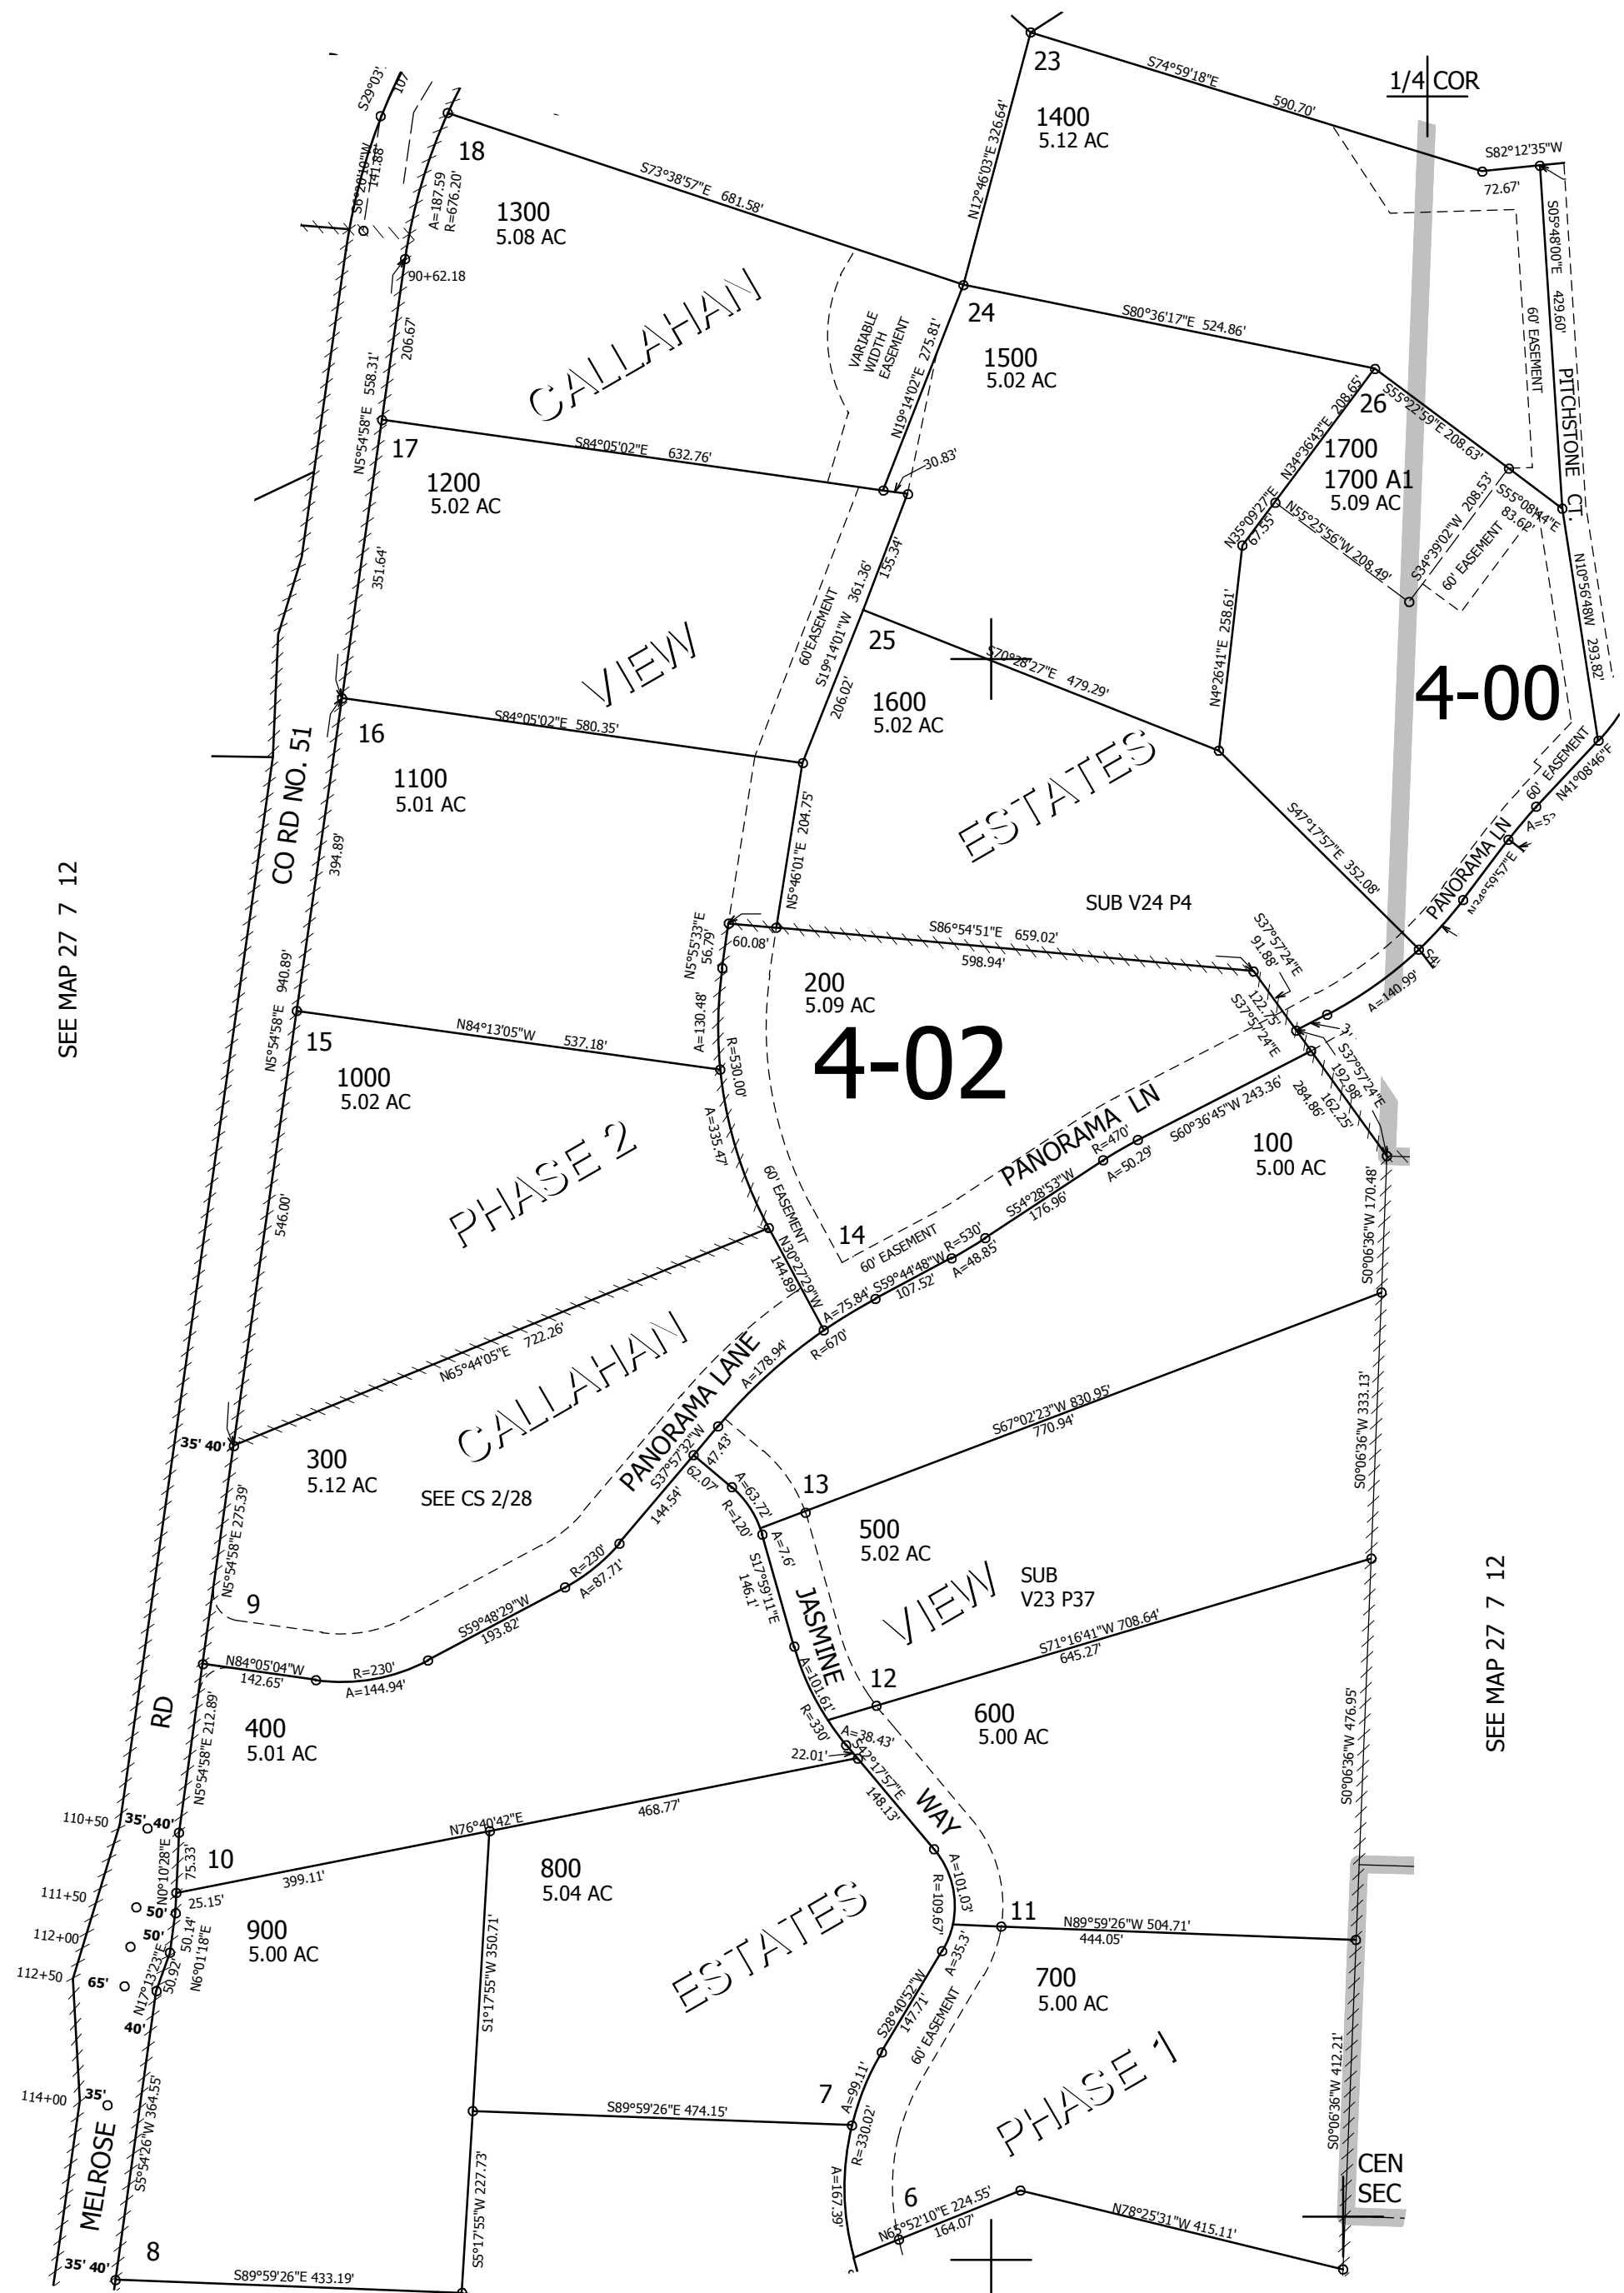 23
S74°59'18"E
590.70'
1/4 COR
1400
5.12 AC
S82°12'35"W
72.67'
S29°03'
107
S6°20'10"W
141.88'
18
A=187.59
R=676.20'
1300
5.08 AC
S73°38'57"E 681.58'
N12°46'03"E 326.64'
S05°48'00"E 429.60'
60' EASEMENT
PITCHSTONE CT.
90+62.18
206.67'
N5°54'58"E 558.31'
CALLAHAN
VARIABLE
WIDTH
EASEMENT
N19°14'02"E 275.81'
24
1500
5.02 AC
S80°36'17"E 524.86'
26
S55°22'59"E 208.63'
N34°36'43"E 208.65'
1700
1700 A1
5.09 AC
17
1200
5.02 AC
S84°05'02"E 632.76'
30.83'
N35°09'27"E
67.55'
N55°25'56"W 208.49'
S34°39'02"W 208.53'
60' EASEMENT
S55°08'44"E
83.62'
N10°56'48W 293.82'
351.64'
155.34'
S19°14'01"W 361.36'
60'EASEMENT
206.02'
25
S70°28'27"E 479.29'
N4°26'41"E 258.61'
4-00
VIEW
1600
5.02 AC
16
S84°05'02"E 580.35'
CO RD NO. 51
1100
5.01 AC
394.89'
ESTATES
N5°46'01"E 204.75'
S47°17'57"E 352.08'
60' EASEMENT
N41°08'46"E
PANORAMA LN
N34°59'57"E
SEE MAP 27 7 12
N5°54'58"E 940.89'
SUB V24 P4
S86°54'51"E 659.02'
598.94'
60.08'
N5°55'33"E
56.79'
200
5.09 AC
4-02
S37°57'24"E
91.88'
122.75'
S37°57'24"E
A=140.99'
15
N84°13'05"W 537.18'
A=130.48'
R=530.00'
A=335.47'
1000
5.02 AC
S37°57'24"E
192.98'
162.25'
284.86'
S60°36'45"W 243.36'
100
5.00 AC
PANORAMA LN
R=470'
A=50.29'
S54°28'53"W
176.96'
PHASE 2
546.00'
60' EASEMENT
14
60' EASEMENT
R=530'
A=48.85'
S59°44'48"W
107.52'
A=75.84'
R=670'
N30°27'29"W
144.89'
S0°06'36"W 170.48'
N65°44'05"E 722.26'
CALLAHAN
A=178.94'
PANORAMA LANE
S67°02'23"W 830.95'
770.94'
S0°06'36"W 333.13'
35' 40'
300
5.12 AC
SEE CS 2/28
S37°57'32"W
47.43'
62.07'
144.54'
A=63.72'
R=120'
A=7.6'
13
500
5.02 AC
N5°54'58"E 275.39'
R=230'
A=87.71'
S17°59'11"E
146.1'
JASMINE
VIEW
SUB
V23 P37
SEE MAP 27 7 12
9
S59°48'29"W
193.82'
N84°05'04"W
142.65'
R=230'
A=144.94'
S71°16'41"W 708.64'
645.27'
12
A=101.61'
R=330'
A=38.43'
600
5.00 AC
S0°06'36"W 476.95'
RD
400
5.01 AC
N5°54'58"E 212.89'
22.01'
S42°17'57"E
148.13'
WAY
110+50
35' 40'
N76°40'42"E
468.77'
399.11'
N0°10'28"E
75.33'
10
25.15'
800
5.04 AC
A=101.03'
R=109.67'
A=35.3'
111+50
50'
112+00
50'
112+50
65'
50.14'
N6°01'18"E
N17°13'23"E
50.92'
40'
900
5.00 AC
ESTATES
11
N89°59'26"W 504.71'
444.05'
S1°17'55"W 350.71'
S28°40'52"W
147.71'
60' EASEMENT
700
5.00 AC
S0°06'36"W 412.21'
114+00
35'
S5°54'26"W 364.55'
MELROSE
S89°59'26"E 474.15'
7
A=99.11'
R=330.02'
PHASE 1
S5°17'55"W 227.73'
A=167.39'
6
N65°52'10"E 224.55'
164.07'
N78°25'31"W 415.11'
CEN
SEC
35' 40'
8
S89°59'26"E 433.19'